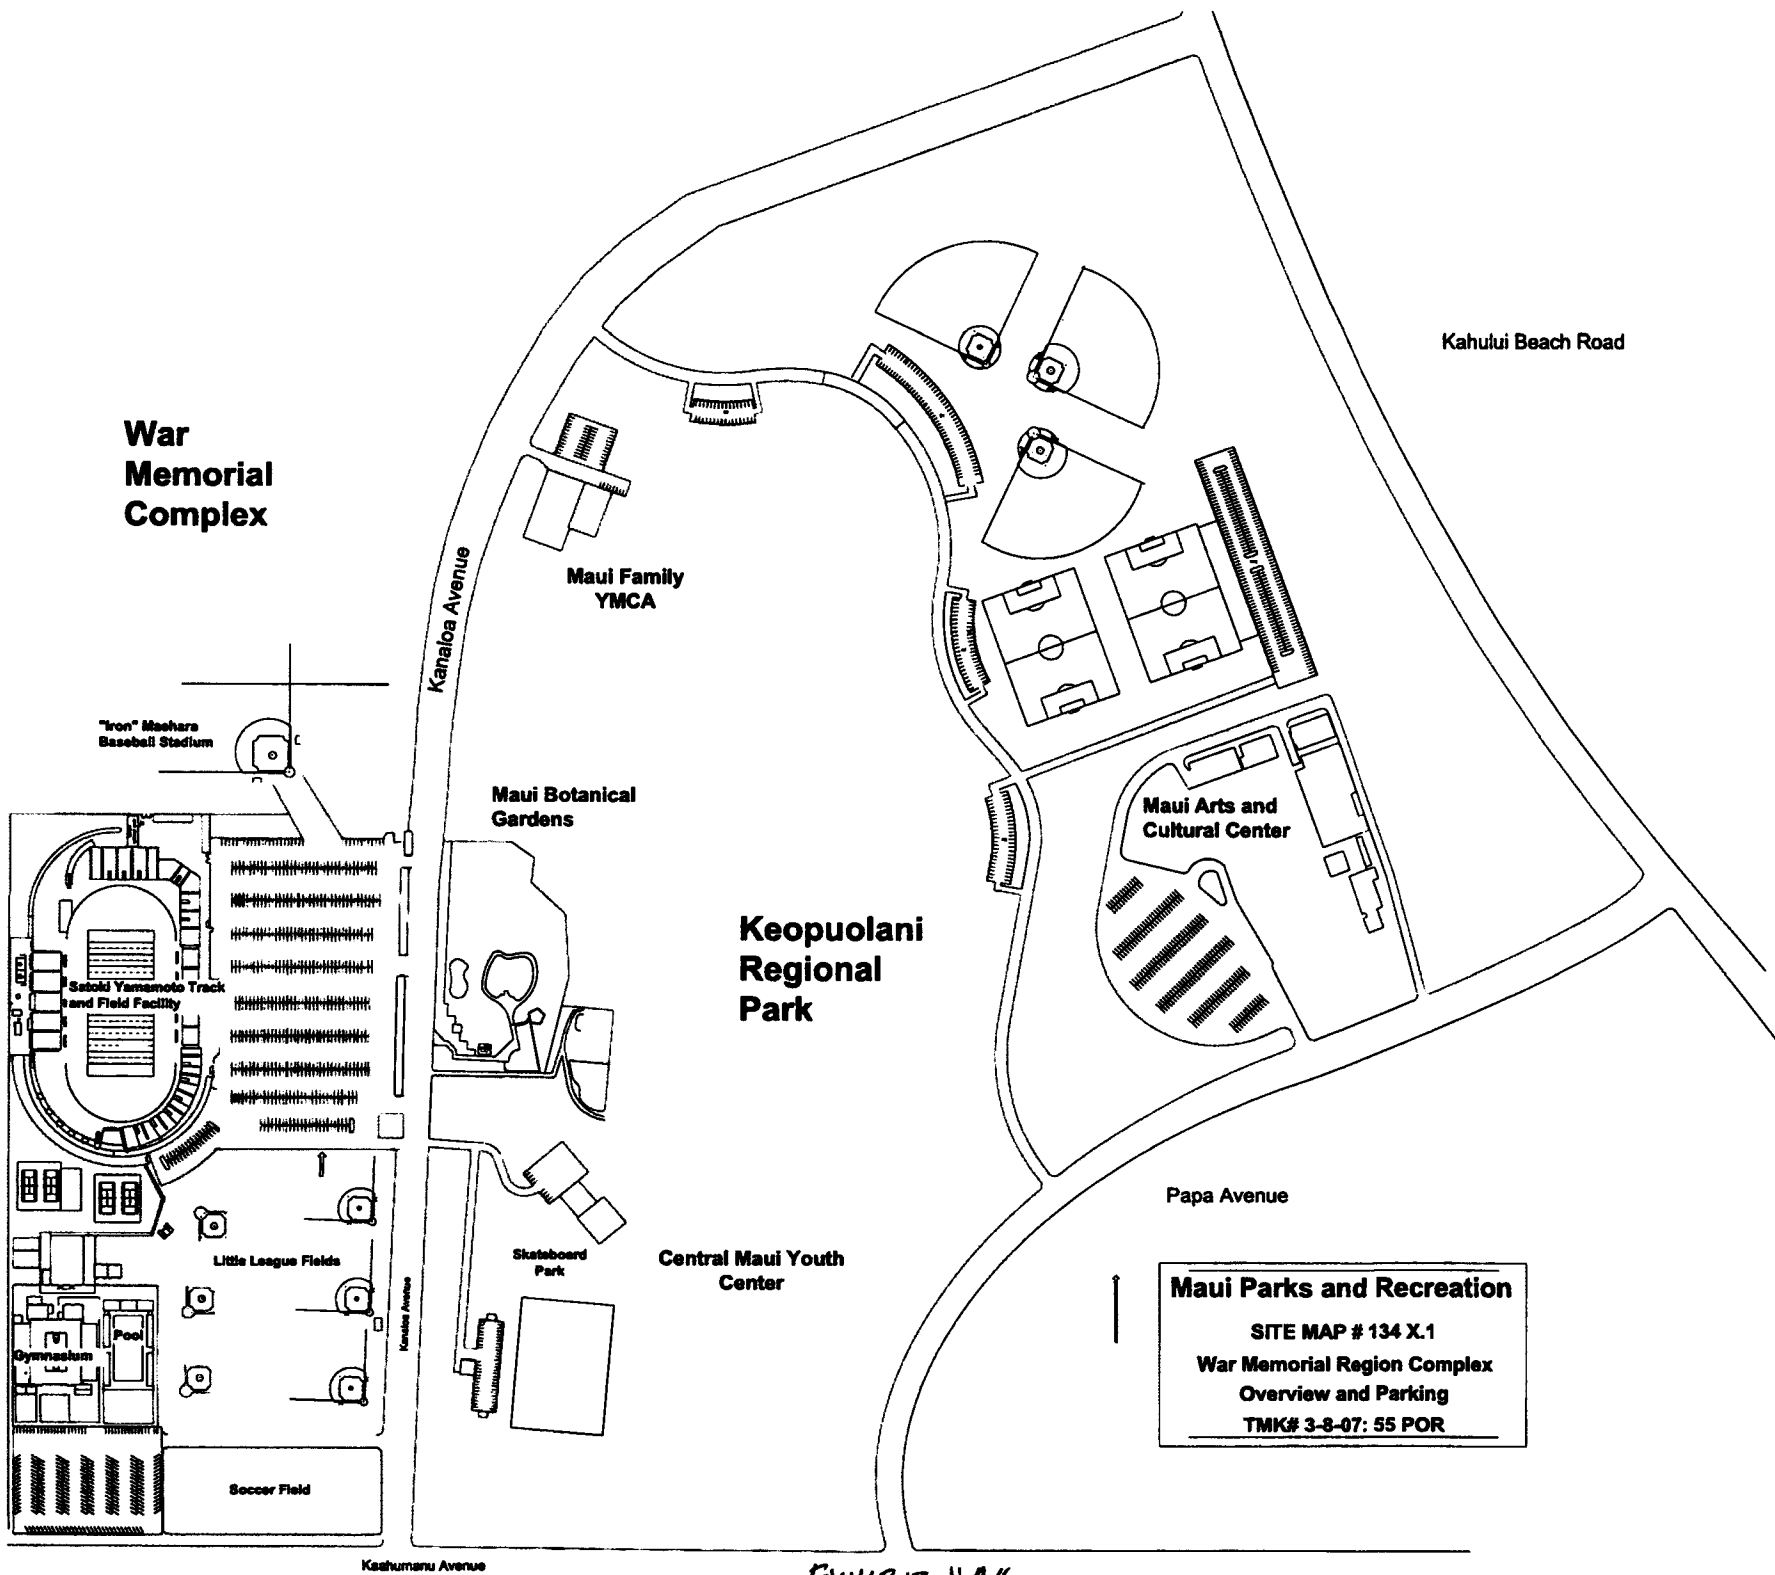 Kahului Beach Road
War
Memorial
Complex
Kanaloa Avenue
Maui Family
YMCA
"Iron" Maehara
Baseball Stadium
Maui Botanical
Gardens
Maui Arts and
Cultural Center
Keopuolani
Regional
Park
Satoki Yamamoto Track
and Field Facility
Papa Avenue
Little League Fields
Skateboard
Park
Central Maui Youth
Center
Kanaloa Avenue
Pool
Gymnasium
Maui Parks and Recreation
SITE MAP # 134 X.1
War Memorial Region Complex
Overview and Parking
TMK# 3-8-07: 55 POR
Soccer Field
Kaahumanu Avenue